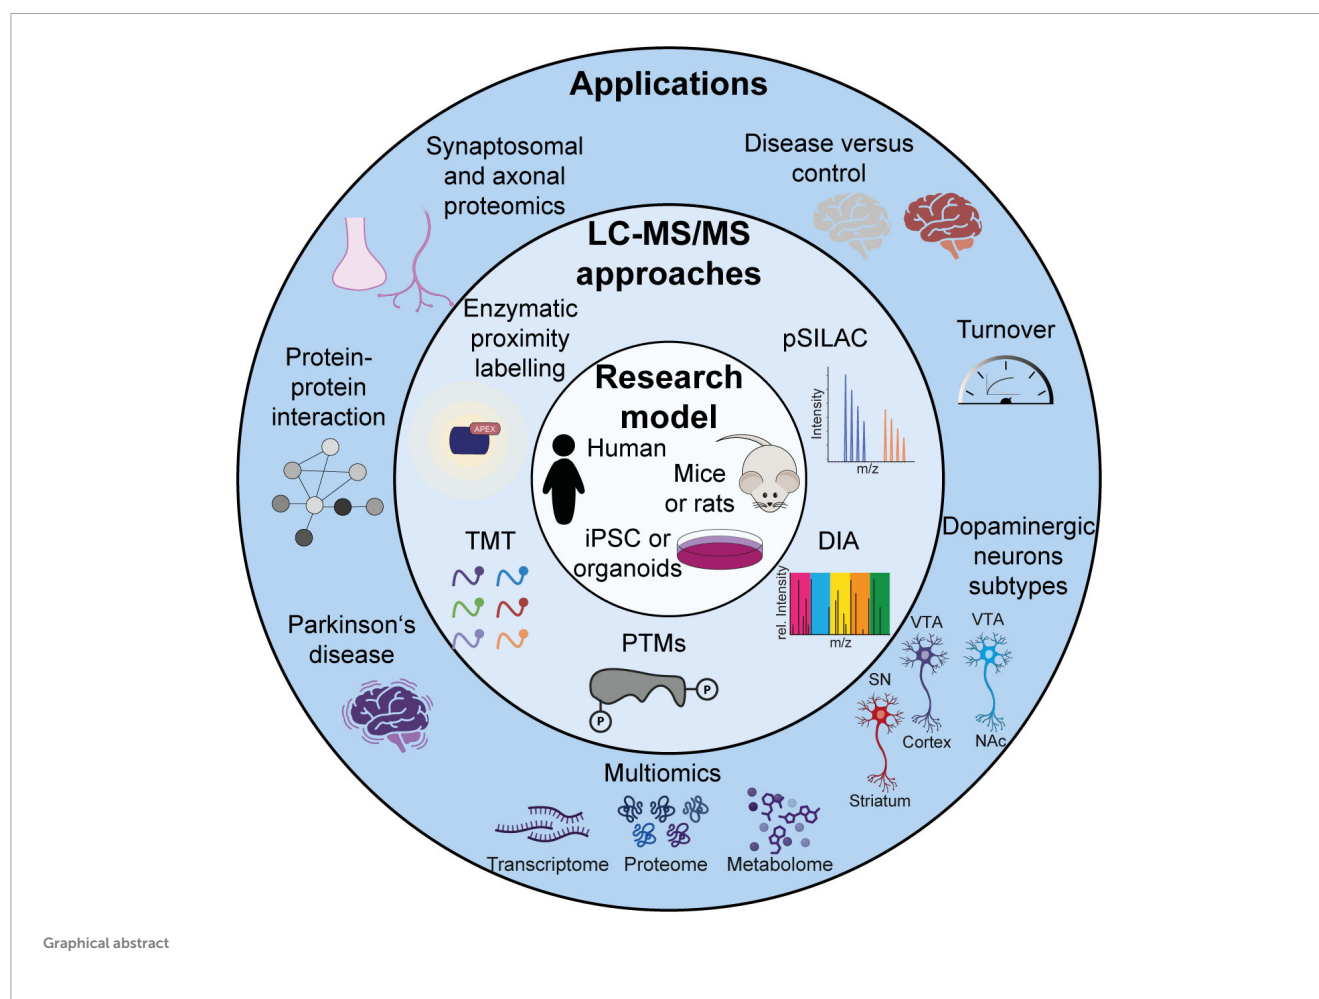 Applications
Synaptosomal
and axonal
proteomics
Disease versus
control
LC-MS/MS
approaches
Enzymatic
proximity
labelling
APEX
pSILAC
Intensity
m/z
Turnover
Protein-
protein
interaction
Research
model
Human
Mice
or rats
iPSC or
organoids
TMT
DIA
rel. Intensity
m/z
PTMs
P
P
Dopaminergic
neurons
subtypes
VTA
VTA
SN
Cortex
NAc
Striatum
Parkinson‘s
disease
Multiomics
Transcriptome
Proteome
Metabolome
Graphical abstract